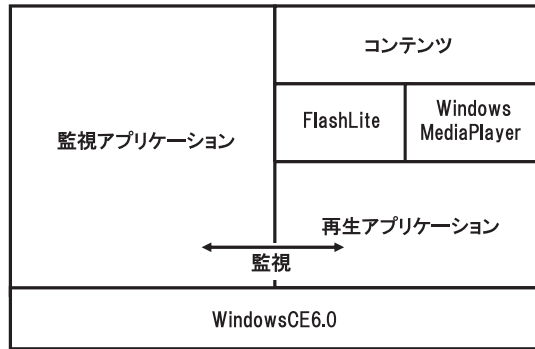 コンテンツ
FlashLite
Windows
MediaPlayer
監視アプリケーション
再生アプリケーション
監視
WindowsCE6.0